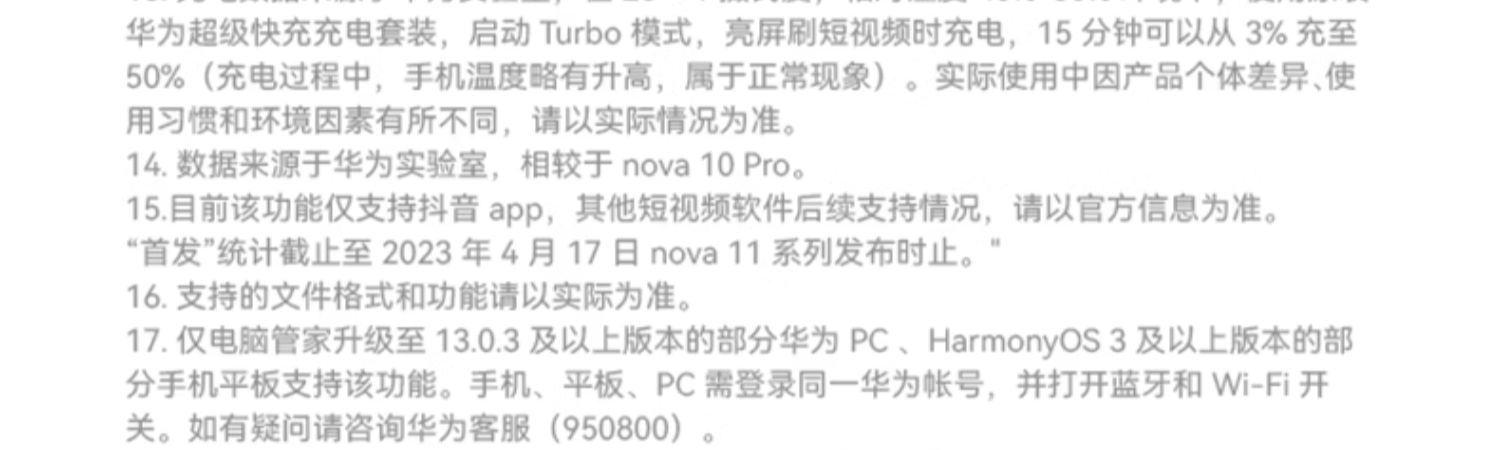 华为超级快充充电套装，启动 Turbo 模式，亮屏刷短视频时充电，15 分钟可以从 3% 充至
50%（充电过程中，手机温度略有升高，属于正常现象）。实际使用中因产品个体差异、使
用习惯和环境因素有所不同，请以实际情况为准。
14. 数据来源于华为实验室，相较于 nova 10 Pro。
15.目前该功能仅支持抖音 app，其他短视频软件后续支持情况，请以官方信息为准。
“首发”统计截止至 2023 年 4 月 17 日 nova 11 系列发布时止。"
16. 支持的文件格式和功能请以实际为准。
17. 仅电脑管家升级至 13.0.3 及以上版本的部分华为 PC 、HarmonyOS 3 及以上版本的部
分手机平板支持该功能。手机、平板、PC 需登录同一华为帐号，并打开蓝牙和 Wi-Fi 开
关。如有疑问请咨询华为客服（950800）。